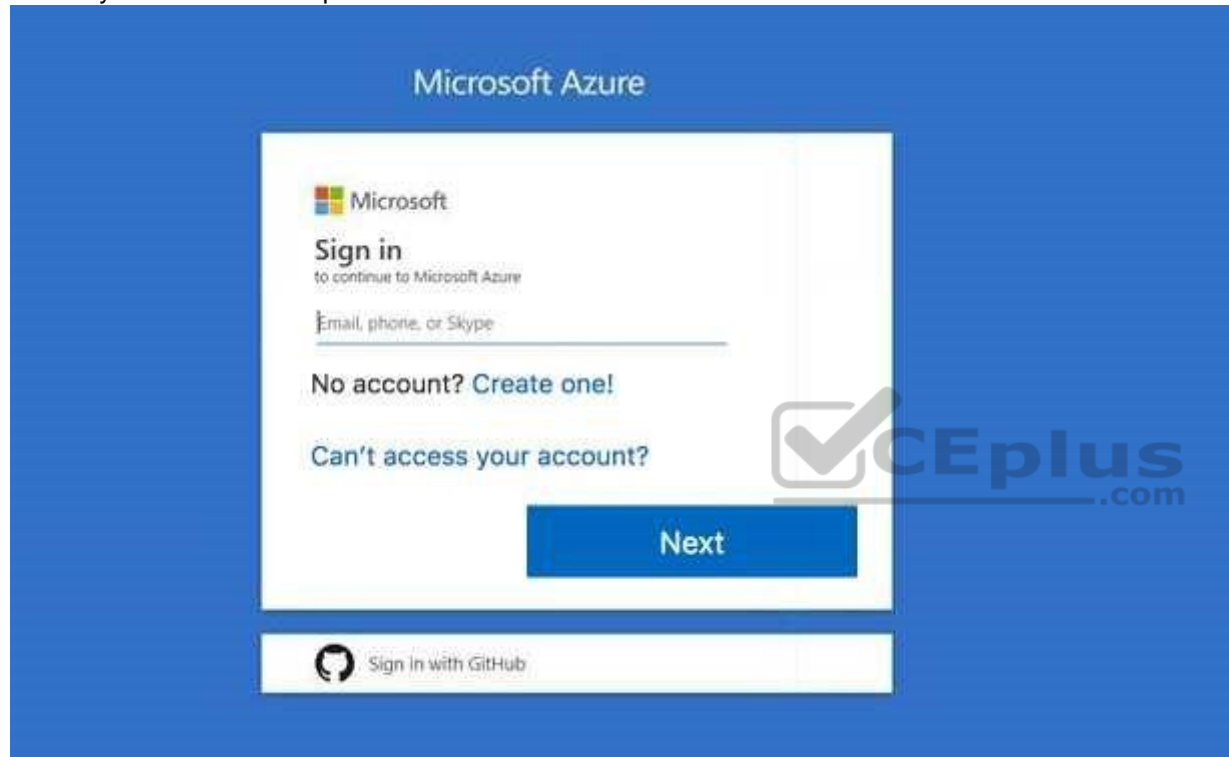 Microsoft Azure
Microsoft
Sign in
to continue to Microsoft Azure
Email, phone, or Skype
No account? Create one!
Can't access your account?
CEplus
.com
Next
Sign in with GitHub